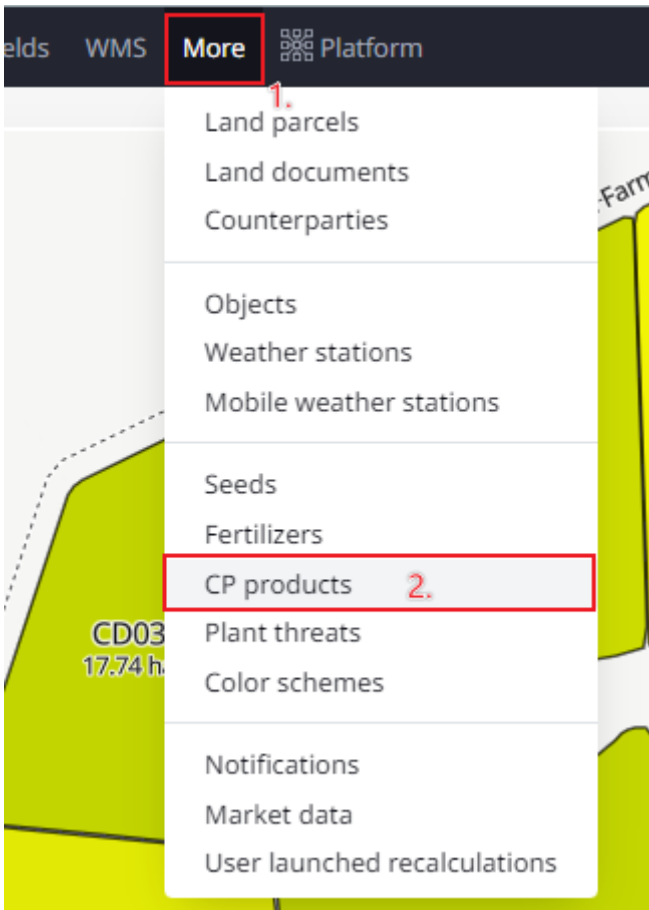 elds WMS More Platform
1.
Land parcels
Land documents
Counterparties
-Farm
Objects
Weather stations
Mobile weather stations
Seeds
Fertilizers
CP products 2.
CD03
17.74 h
Plant threats
Color schemes
Notifications
Market data
User launched recalculations